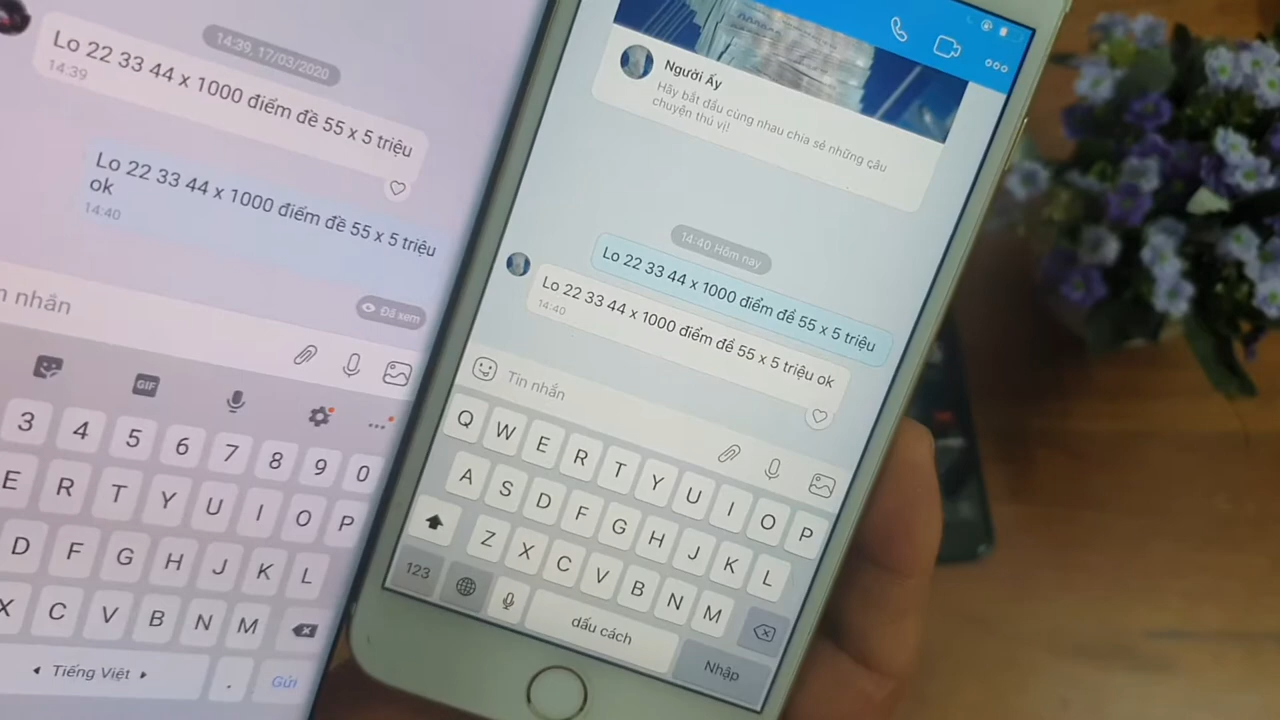 14:39, 17/03/2020
Lo 22 33 44 x 1000 điểm đề 55 x 5 triệu
14:39
Lo 22 33 44 x 1000 điểm đề 55 x 5 triệu
ok
14:40
Đã xem
n nhắn
GIF
3 4 5 6 7 8 9 0
E R T Y U I O P
D F G H J K L
X C V B N M
Tiếng Việt
.
Gửi
Người Ấy
Hãy bắt đầu cùng nhau chia sẻ những câu
chuyện thú vị!
14:40 Hôm nay
Lo 22 33 44 x 1000 điểm đề 55 x 5 triệu
Lo 22 33 44 x 1000 điểm đề 55 x 5 triệu ok
14:40
Tin nhắn
Q W E R T Y U I O P
A S D F G H J K L
Z X C V B N M
123
dấu cách
Nhập